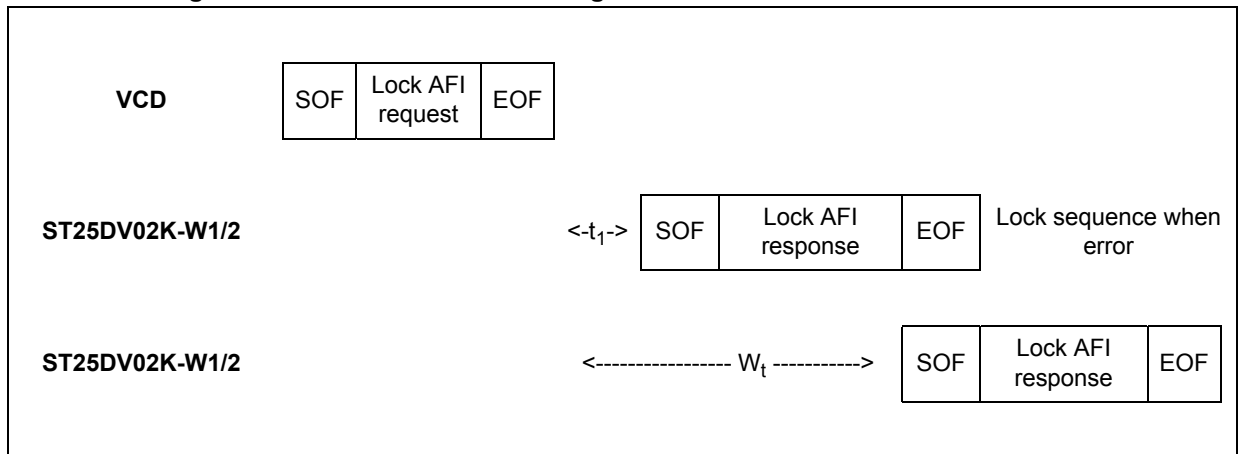 VCD SOF Lock AFI request EOF
ST25DV02K-W1/2 <-t1-> SOF Lock AFI response EOF Lock sequence when error
ST25DV02K-W1/2 <----------------- Wt -----------> SOF Lock AFI response EOF